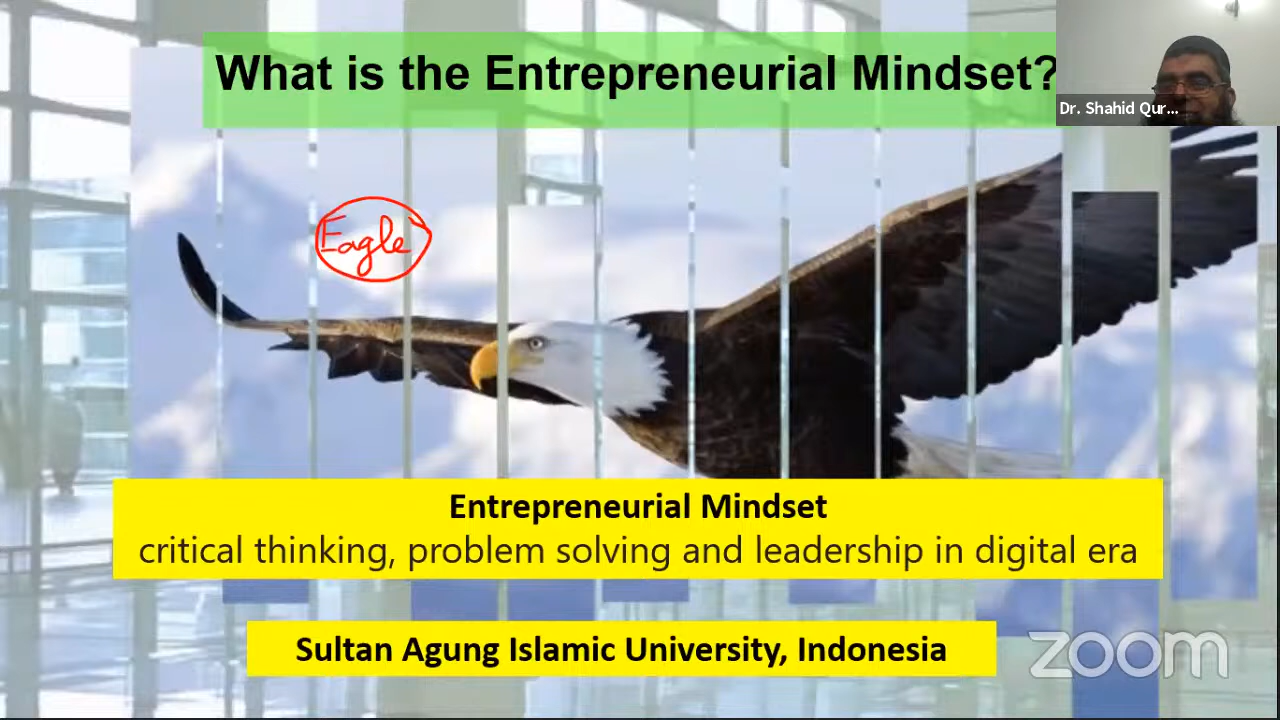 What is the Entrepreneurial Mindset?
Dr. Shahid Qur...
Eagle
Entrepreneurial Mindset
critical thinking, problem solving and leadership in digital era
Sultan Agung Islamic University, Indonesia
zoom